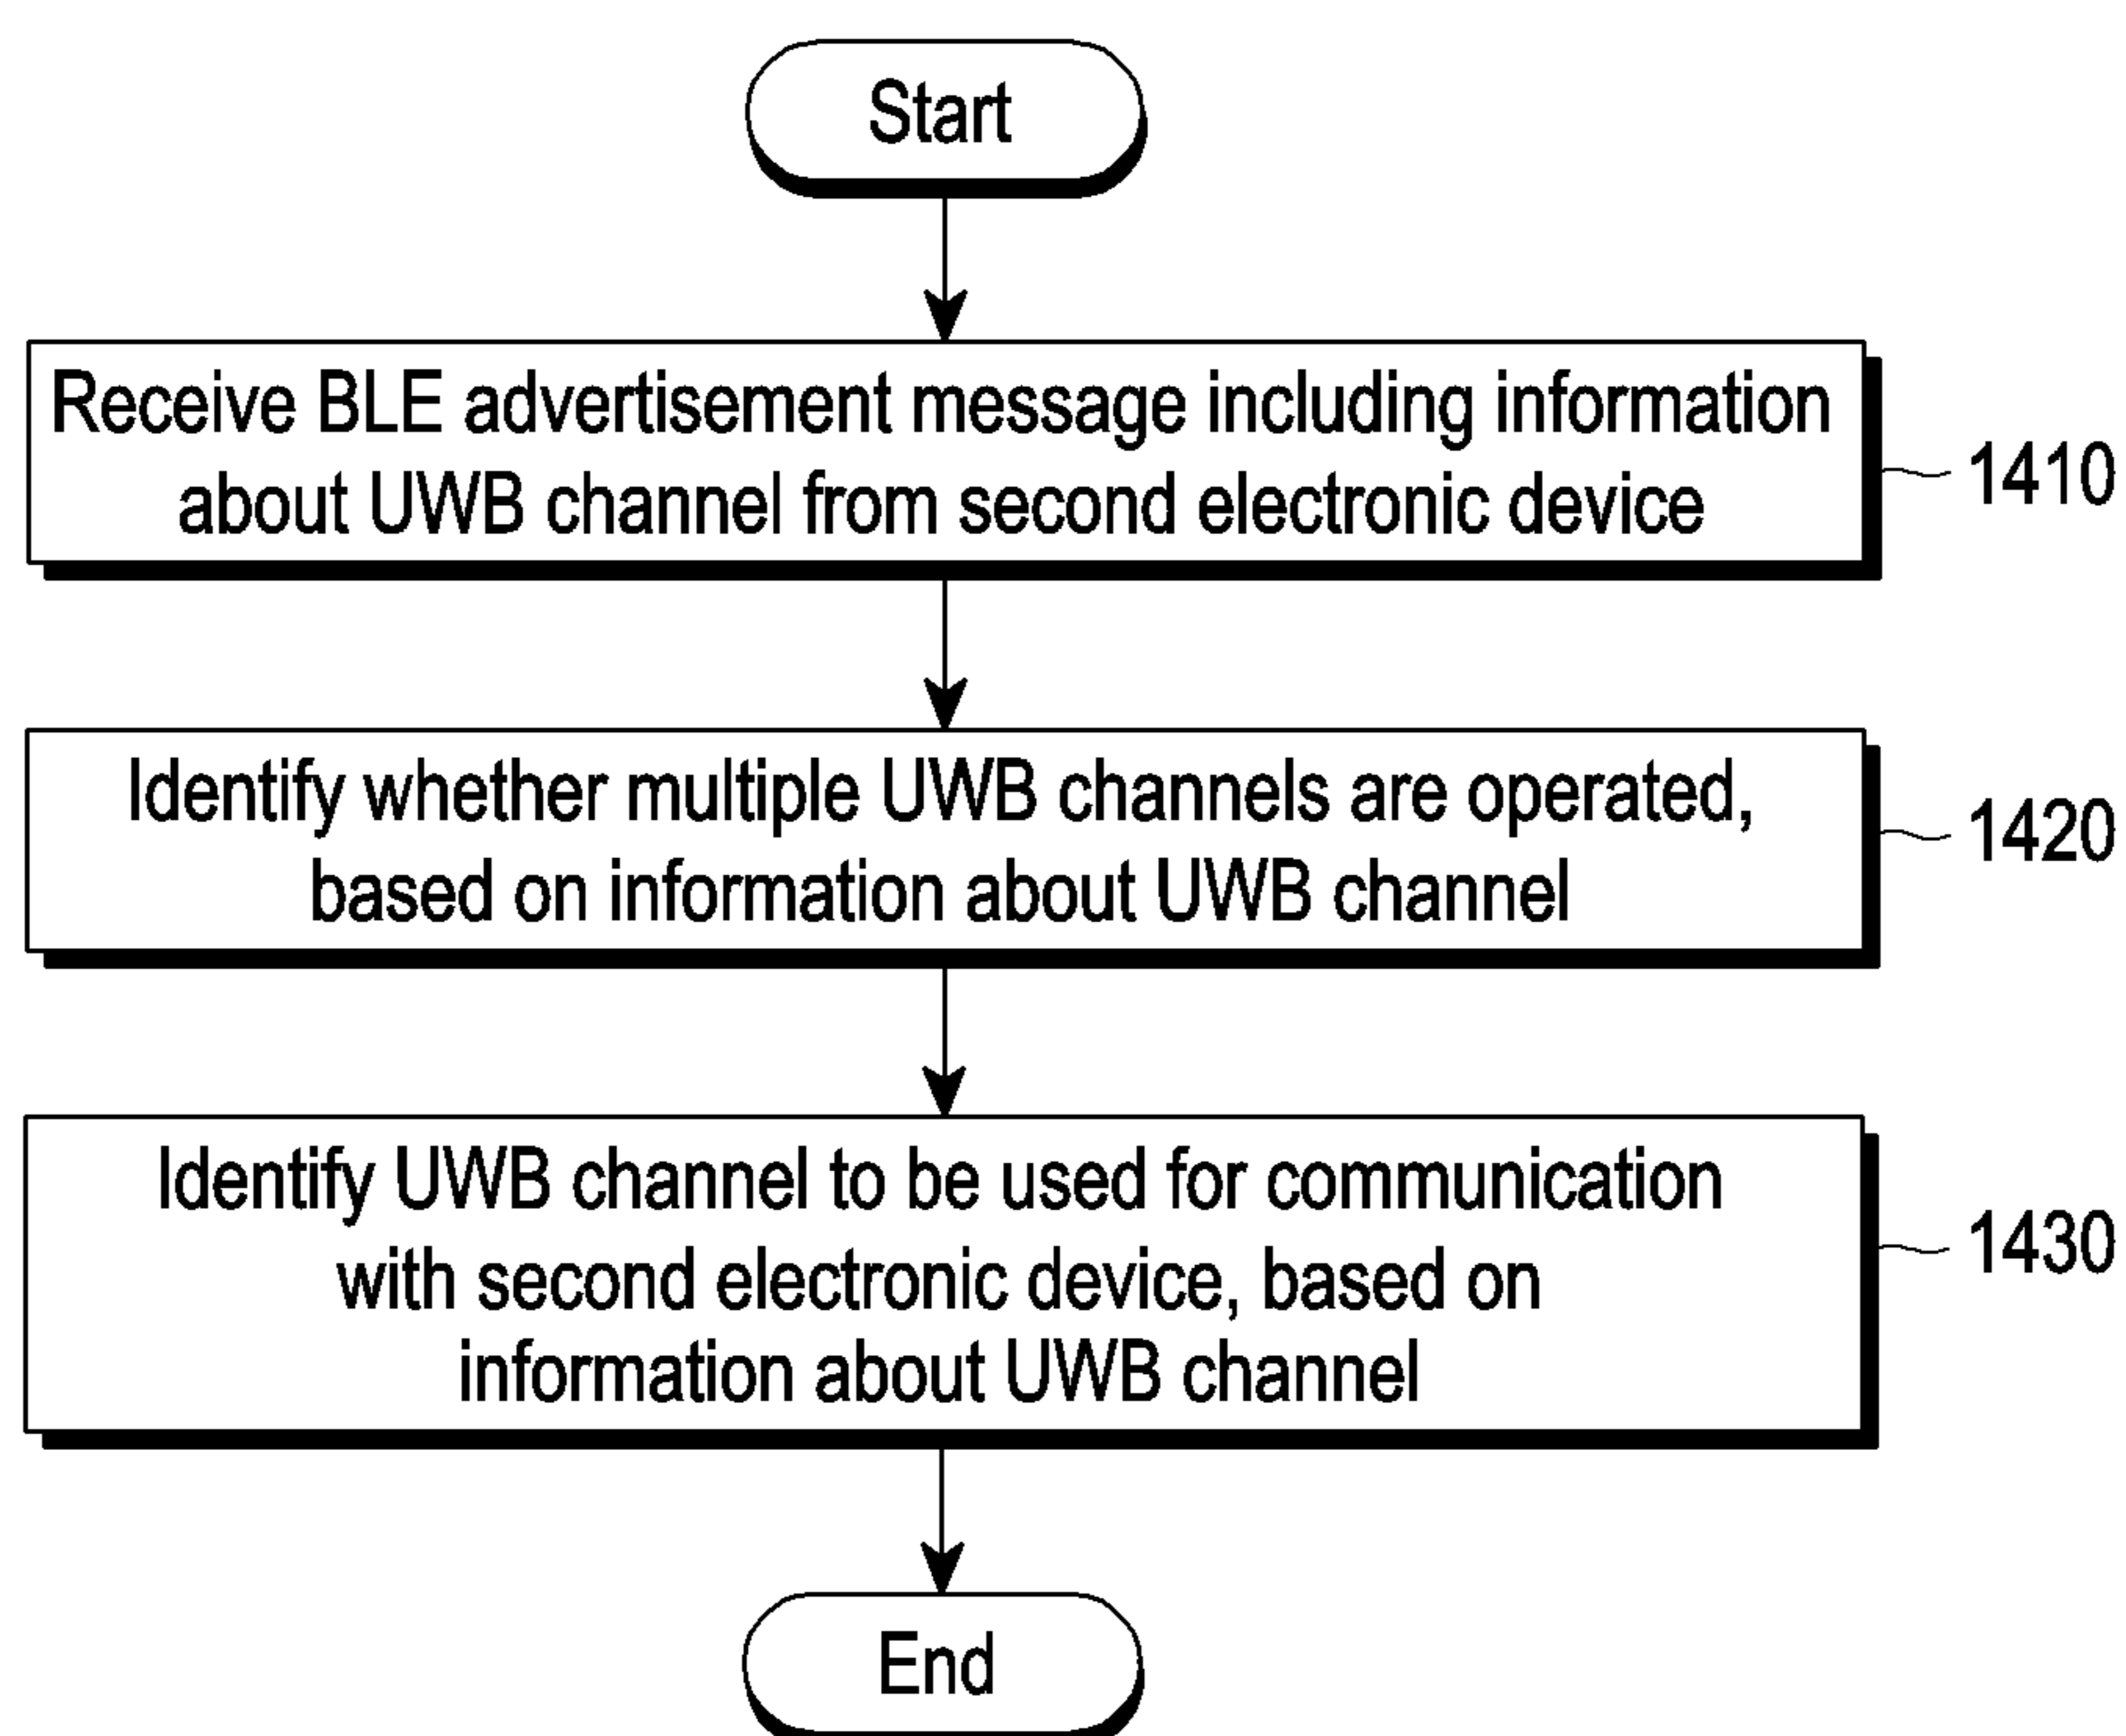 Start
Receive BLE advertisement message including information
about UWB channel from second electronic device
1410
Identify whether multiple UWB channels are operated,
based on information about UWB channel
1420
Identify UWB channel to be used for communication
with second electronic device, based on
information about UWB channel
1430
End